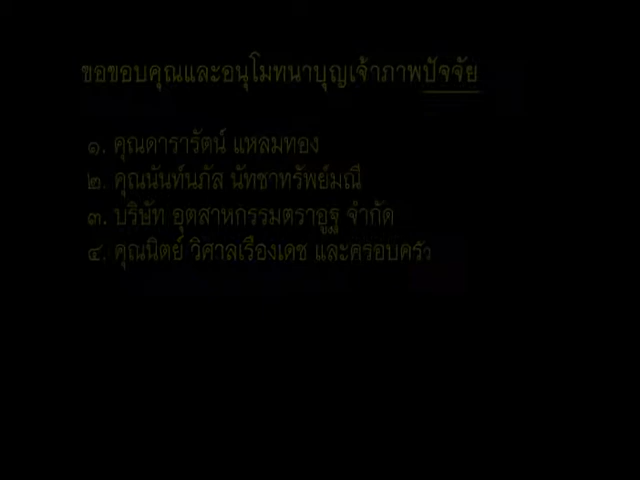 ขอขอบคุณและอนุโมทนาบุญเจ้าภาพปัจจัย
๑. คุณดารารัตน์ แหลมทอง
๒. คุณนันท์นภัส นัทชาทรัพย์มณี
๓. บริษัท อุตสาหกรรมตราอูฐ จำกัด
๔. คุณนิตย์ วิศาลเรืองเดช และครอบครัว